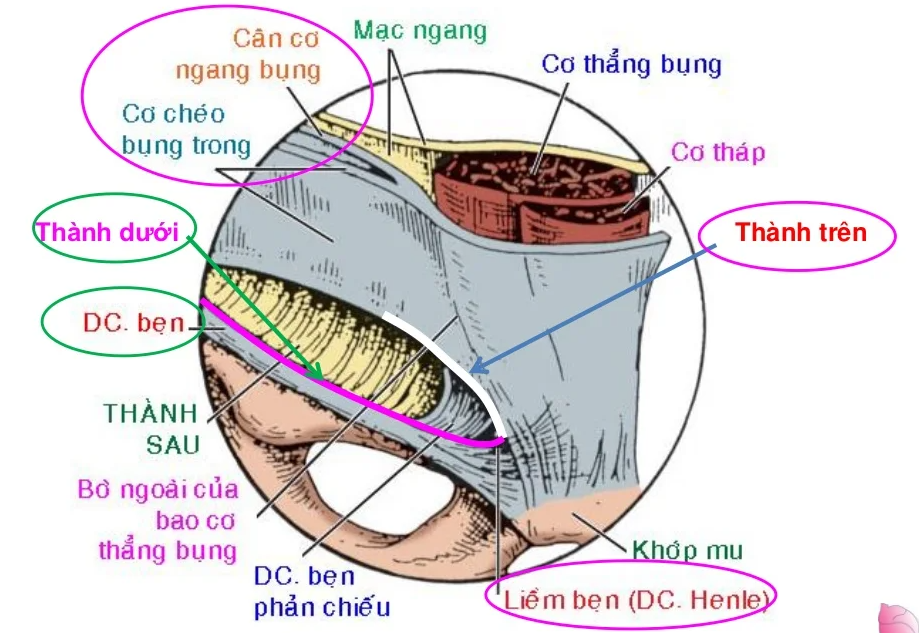 Cân cơ
ngang bụng
Mạc ngang
Cơ thẳng bụng
Cơ chéo
bụng trong
Cơ tháp
Thành dưới
Thành trên
DC. bẹn
THÀNH
SAU
Bờ ngoài của
bao cơ
thẳng bụng
DC. bẹn
phản chiếu
Khớp mu
Liềm bẹn (DC. Henle)